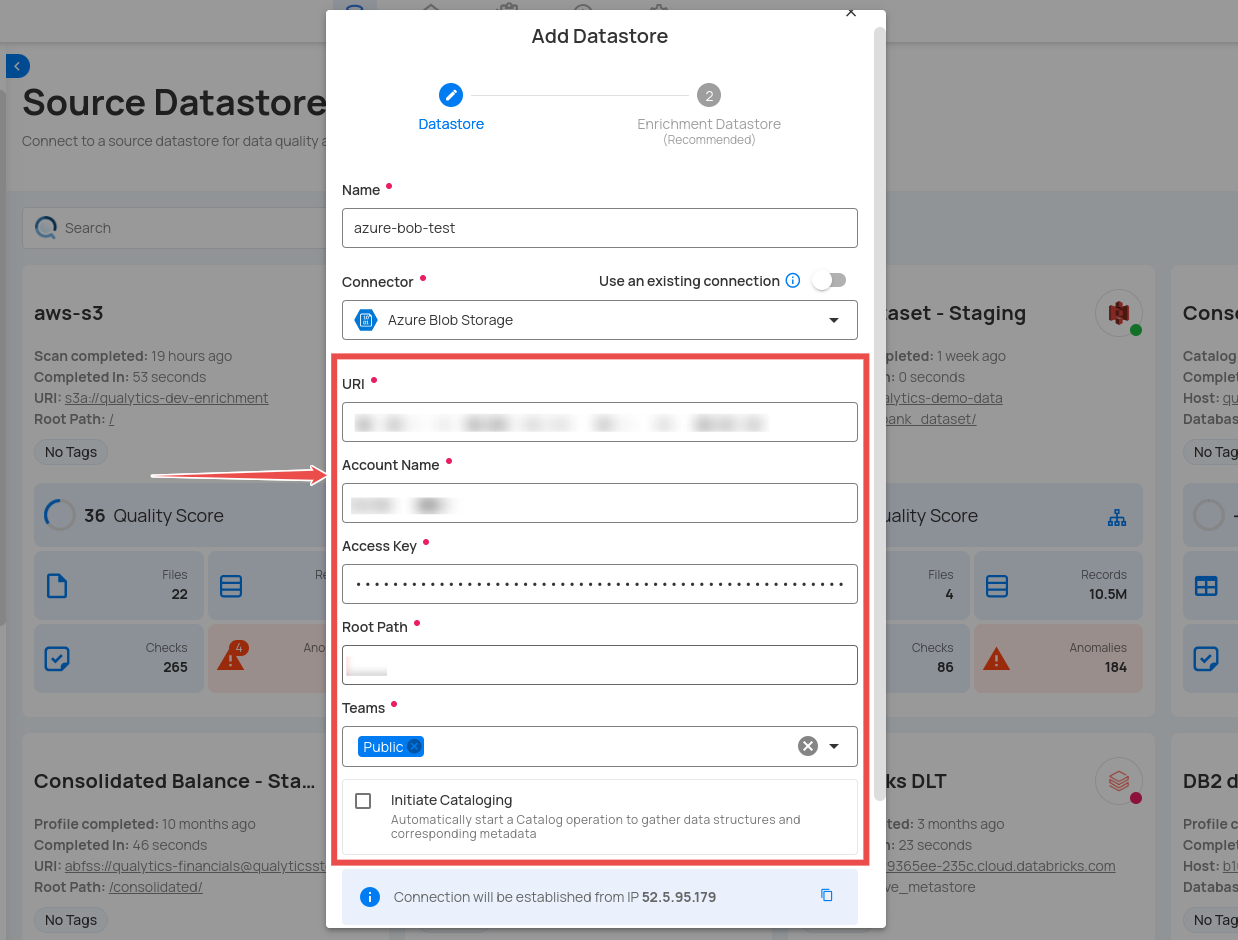 Add Datastore
2
Datastore
Enrichment Datastore
(Recommended)
Source Datastore
Connect to a source datastore for data quality
Search
Name
azure-bob-test
Connector
Use an existing connection
Azure Blob Storage
URI
Account Name
Access Key
Root Path
Teams
Public
Initiate Cataloging
Automatically start a Catalog operation to gather data structures and
corresponding metadata
Connection will be established from IP 52.5.95.179
aws-s3
Scan completed: 19 hours ago
Completed In: 53 seconds
URI: s3a://qualytics-dev-enrichment
Root Path: /
No Tags
36 Quality Score
Files
22
Checks
265
4
Consolidated Balance - Sta...
Profile completed: 10 months ago
Completed In: 46 seconds
URI: abfss://qualytics-financials@qualyticsst
Root Path: /consolidated/
No Tags
aset - Staging
pleted: 1 week ago
n: 0 seconds
alytics-demo-data
bank_dataset/
uality Score
Files
4
Records
10.5M
Checks
86
Anomalies
184
ks DLT
ted: 3 months ago
n: 23 seconds
9365ee-235c.cloud.databricks.com
ve_metastore
Conso
Catalog
Complet
Host: qu
Databas
No Tag
DB2 d
Profile c
Complet
Host: b1
Databas
No Tag